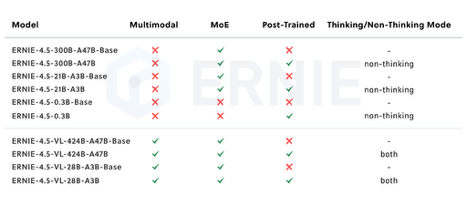 Model Multimodal MoE Post-Trained Thinking/Non-Thinking Mode
ERNIE-4.5-300B-A47B-Base ✗ ✓ ✗ -
ERNIE-4.5-300B-A47B ✗ ✓ ✓ non-thinking
ERNIE-4.5-21B-A3B-Base ✗ ✓ ✗ -
ERNIE-4.5-21B-A3B ✗ ✓ ✓ non-thinking
ERNIE-4.5-0.3B-Base ✗ ✗ ✗ -
ERNIE-4.5-0.3B ✗ ✗ ✓ non-thinking
ERNIE-4.5-VL-424B-A47B-Base ✓ ✓ ✗ -
ERNIE-4.5-VL-424B-A47B ✓ ✓ ✓ both
ERNIE-4.5-VL-28B-A3B-Base ✓ ✓ ✗ -
ERNIE-4.5-VL-28B-A3B ✓ ✓ ✓ both
ERNIE